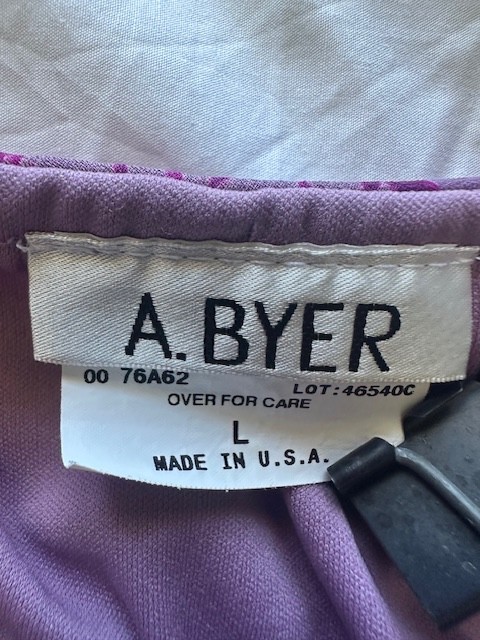 A. BYER
00 76A62
LOT:46540C
OVER FOR CARE
L
MADE IN U.S.A.